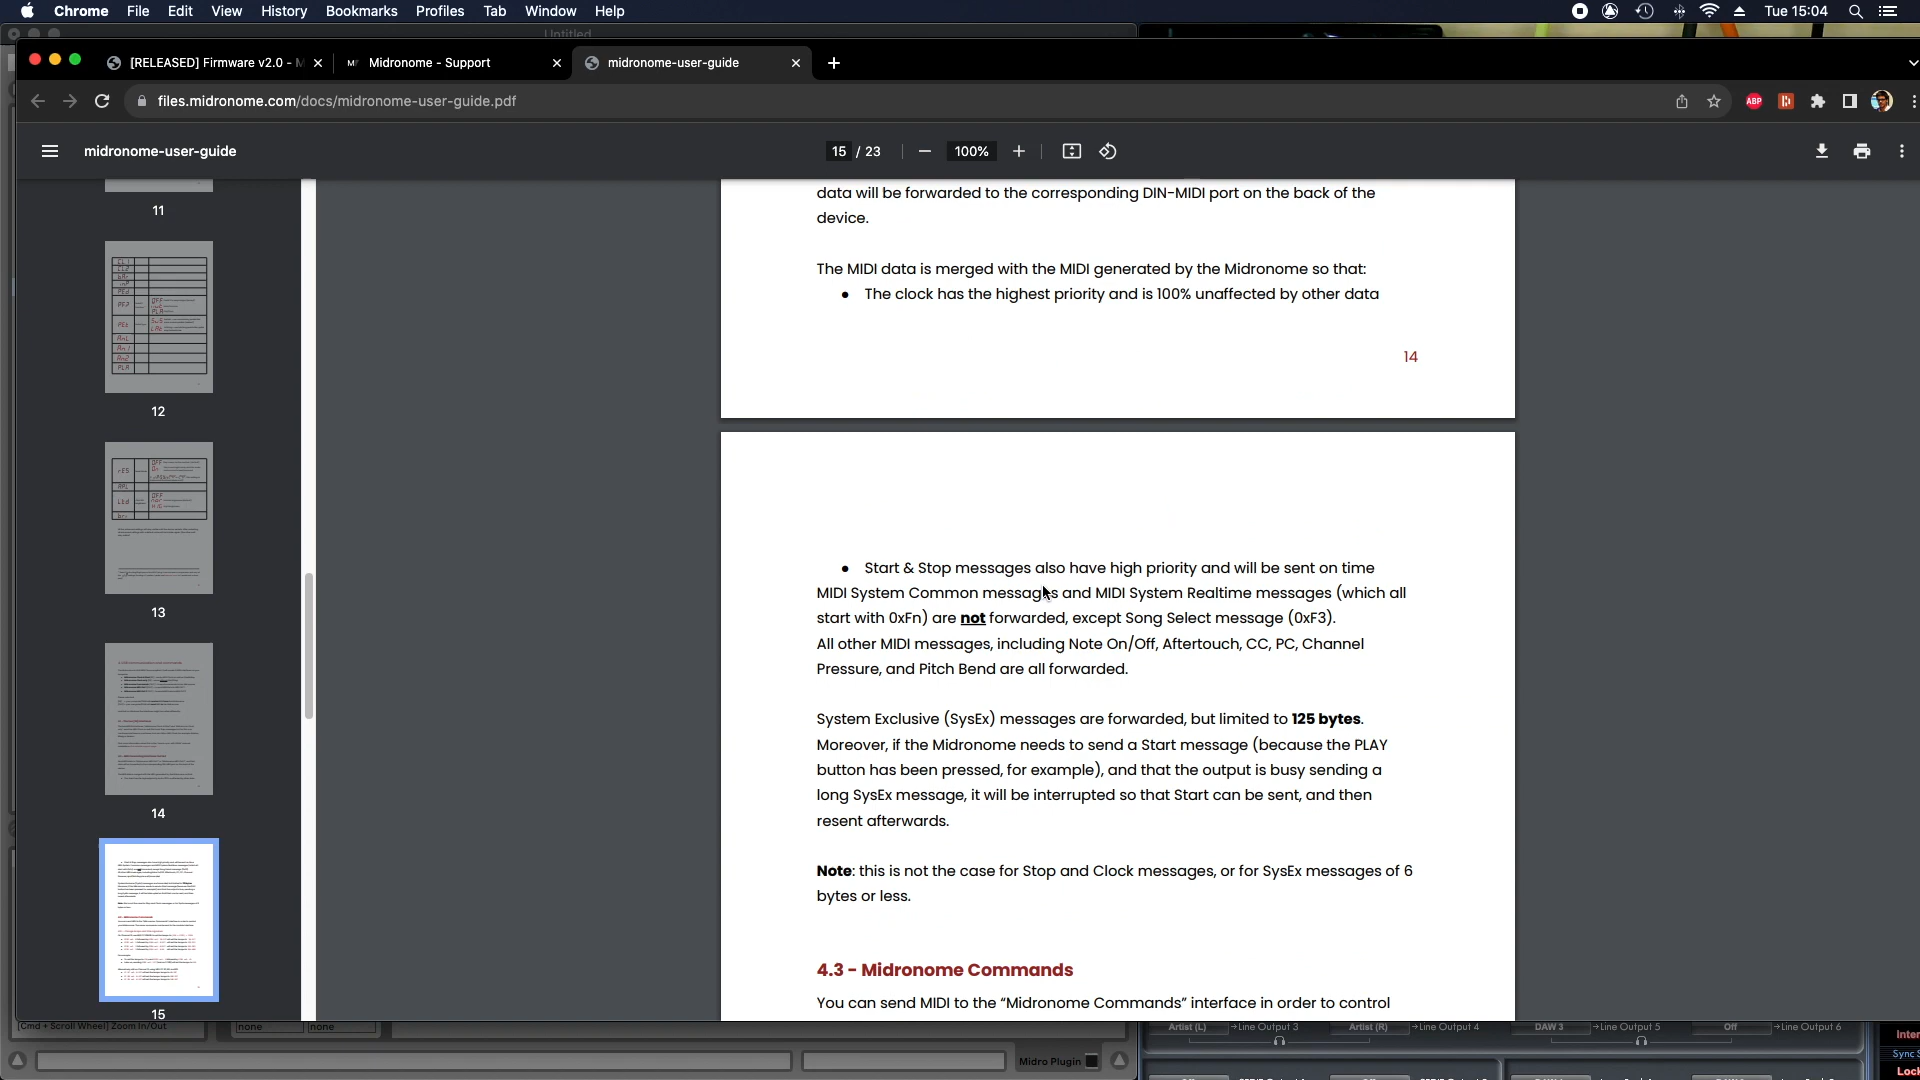 Chrome File Edit View History Bookmarks Profiles Tab Window Help Tue 15:04
Untitled
[RELEASED] Firmware v2.0 - Midronome - Support midronome-user-guide
files.midronome.com/docs/midronome-user-guide.pdf ABP
midronome-user-guide 15 / 23 100%
11
12
13
14
15
data will be forwarded to the corresponding DIN-MIDI port on the back of the
device.
The MIDI data is merged with the MIDI generated by the Midronome so that:
● The clock has the highest priority and is 100% unaffected by other data
14
● Start & Stop messages also have high priority and will be sent on time
MIDI System Common messages and MIDI System Realtime messages (which all
start with 0xFn) are not forwarded, except Song Select message (0xF3).
All other MIDI messages, including Note On/Off, Aftertouch, CC, PC, Channel
Pressure, and Pitch Bend are all forwarded.
System Exclusive (SysEx) messages are forwarded, but limited to 125 bytes.
Moreover, if the Midronome needs to send a Start message (because the PLAY
button has been pressed, for example), and that the output is busy sending a
long SysEx message, it will be interrupted so that Start can be sent, and then
resent afterwards.
Note: this is not the case for Stop and Clock messages, or for SysEx messages of 6
bytes or less.
4.3 - Midronome Commands
You can send MIDI to the “Midronome Commands” interface in order to control
[Cmd + Scroll Wheel] Zoom In/Out none none Artist (L) →Line Output 3 Artist (R) →Line Output 4 DAW 3 →Line Output 5 Off →Line Output 6
Midro Plugin
Sync S